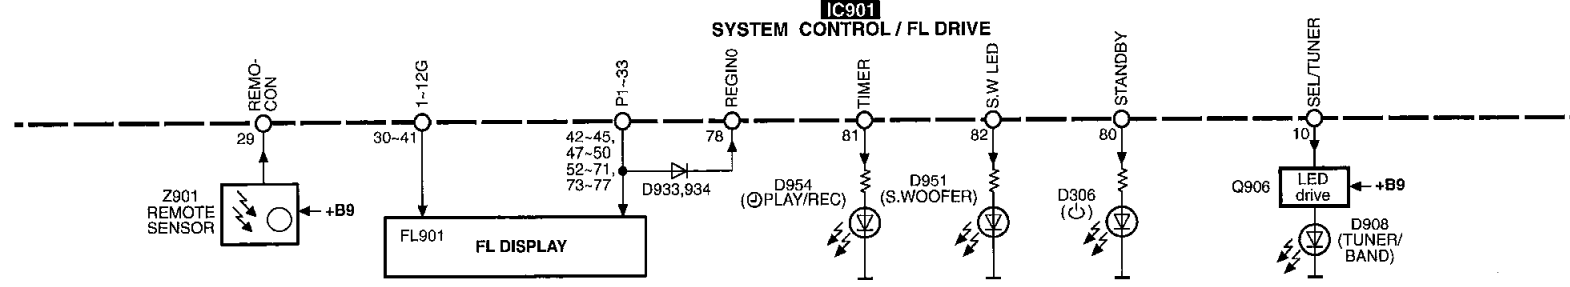 IC901
SYSTEM CONTROL / FL DRIVE
REMO-
CON
1~12G
P1~33
REGIN0
TIMER
S.W LED
STANDBY
SEL/TUNER
29
30~41
42~45,
47~50
52~71,
73~77
78
81
82
80
10
D933,934
Z901
REMOTE
SENSOR
+B9
FL901
FL DISPLAY
D954
(PLAY/REC)
D951
(S.WOOFER)
D306
(⏻)
Q906
LED
drive
+B9
D908
(TUNER/
BAND)